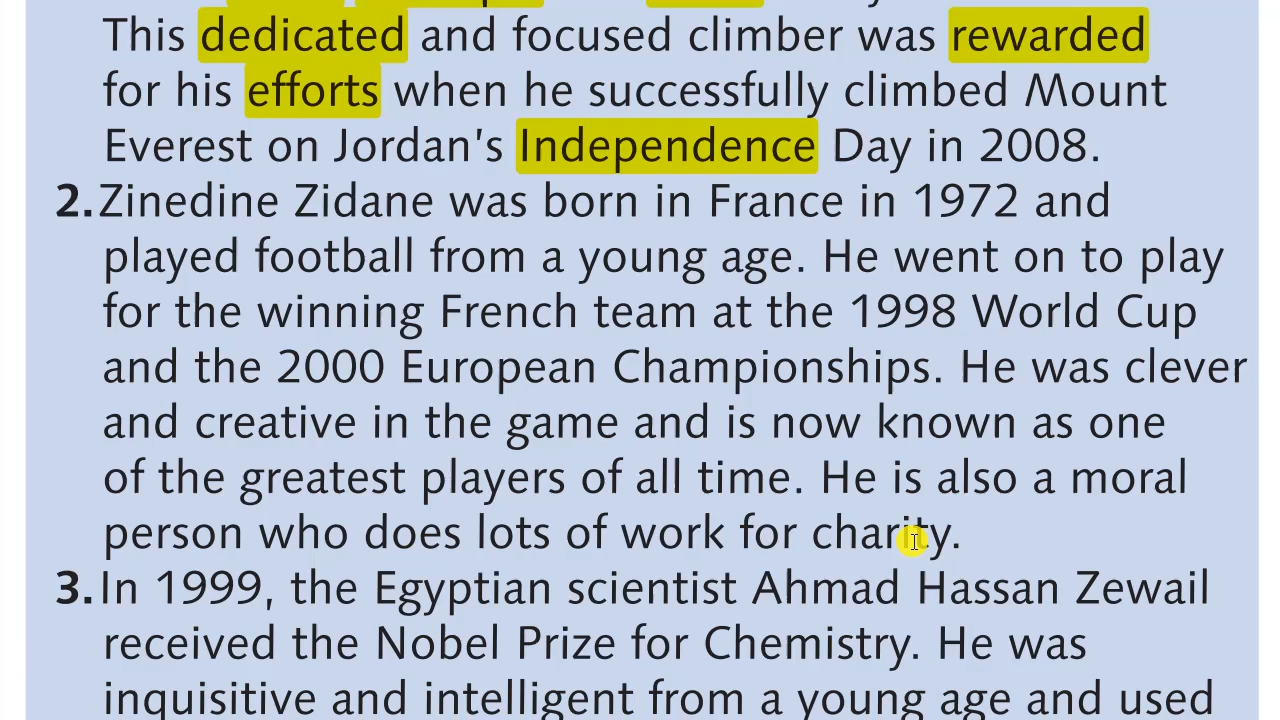 This dedicated and focused climber was rewarded
for his efforts when he successfully climbed Mount
Everest on Jordan's Independence Day in 2008.
2. Zinedine Zidane was born in France in 1972 and
played football from a young age. He went on to play
for the winning French team at the 1998 World Cup
and the 2000 European Championships. He was clever
and creative in the game and is now known as one
of the greatest players of all time. He is also a moral
person who does lots of work for charity.
3. In 1999, the Egyptian scientist Ahmad Hassan Zewail
received the Nobel Prize for Chemistry. He was
inquisitive and intelligent from a young age and used